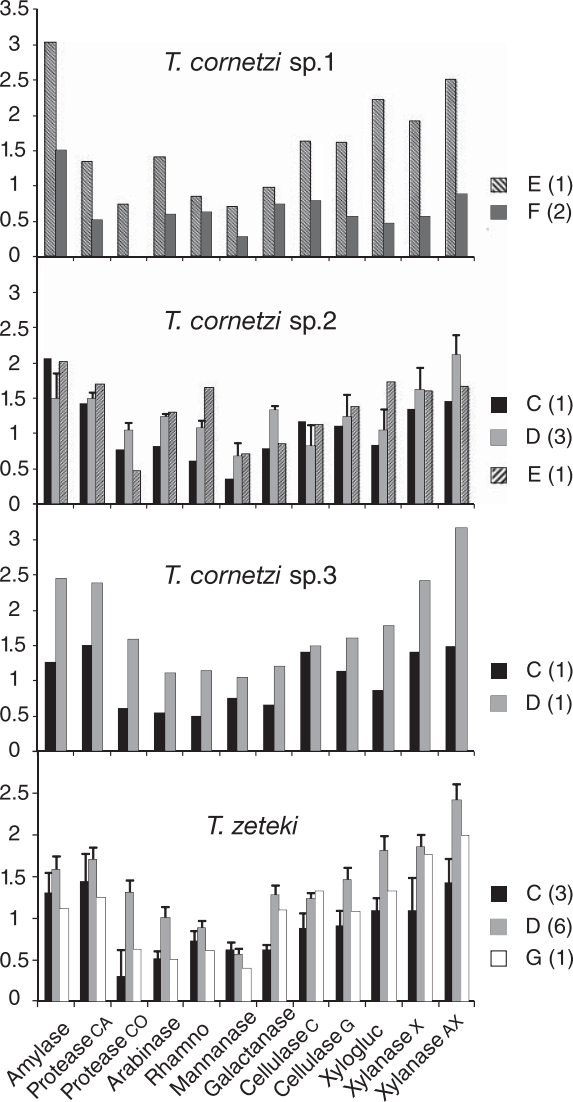 3.5
3
2.5
2
1.5
1
0.5
0
T. cornetzi sp.1
E (1)
F (2)
3
2.5
2
1.5
1
0.5
0
T. cornetzi sp.2
C (1)
D (3)
E (1)
3
2.5
2
1.5
1
0.5
0
T. cornetzi sp.3
C (1)
D (1)
2.5
2
1.5
1
0.5
0
T. zeteki
C (3)
D (6)
G (1)
Amylase
Protease CA
Protease CO
Arabinase
Rhamno
Mannanase
Galactanase
Cellulase C
Cellulase G
Xylogluc
Xylanase X
Xylanase AX